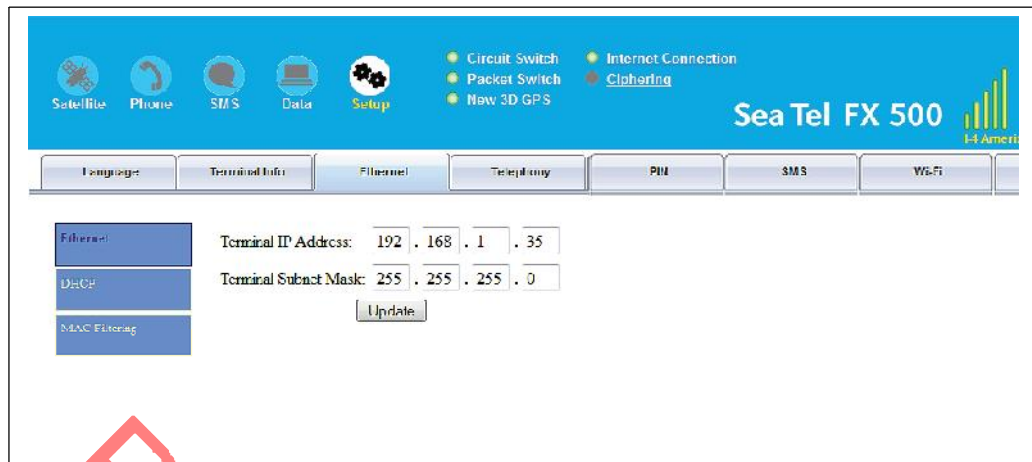 Circuit Switch Internet Connection
Packet Switch Ciphering
New 3D GPS
Satellite Phone SMS Data Setup
Sea Tel FX 500
I-4 Ameri
Language Terminal Info Ethernet Telephony PIN SMS Wi-Fi
Ethernet
Terminal IP Address: 192 . 168 . 1 . 35
DHCP
Terminal Subnet Mask: 255 . 255 . 255 . 0
Update
MAC Filtering